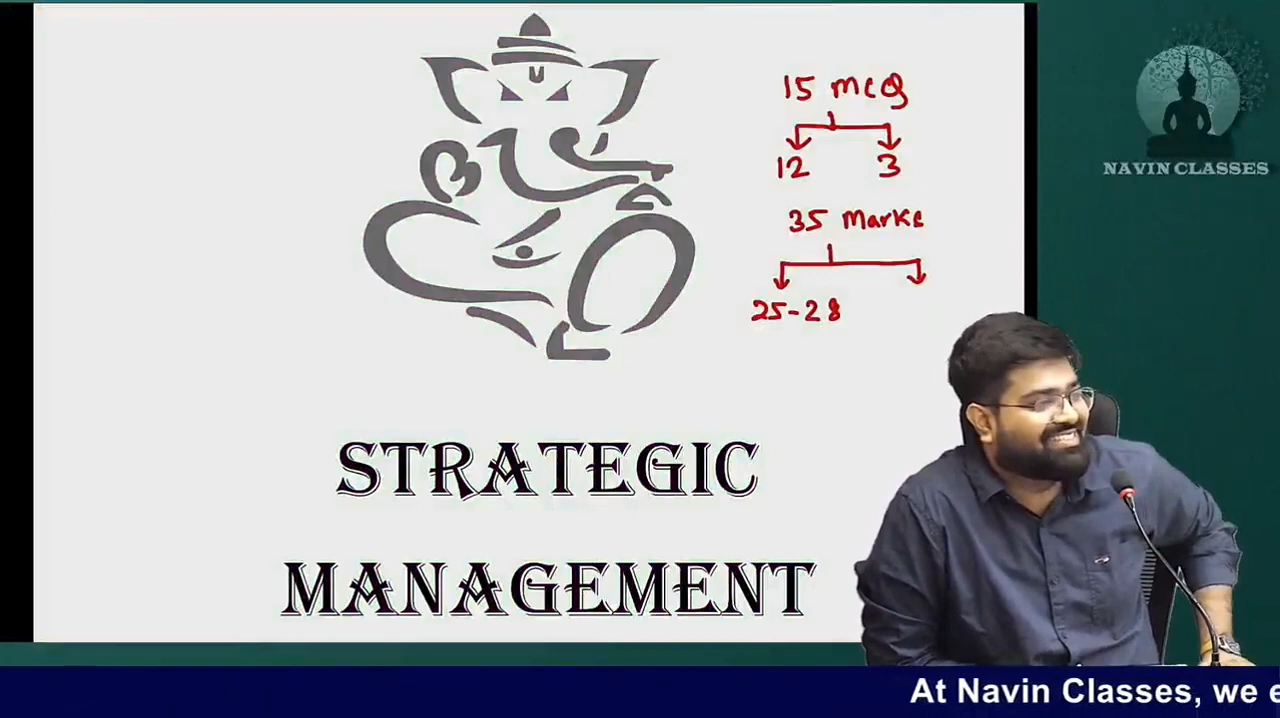 15 MCQ
12 3
35 Marks
25-28
NAVIN CLASSES
STRATEGIC
MANAGEMENT
At Navin Classes, we e